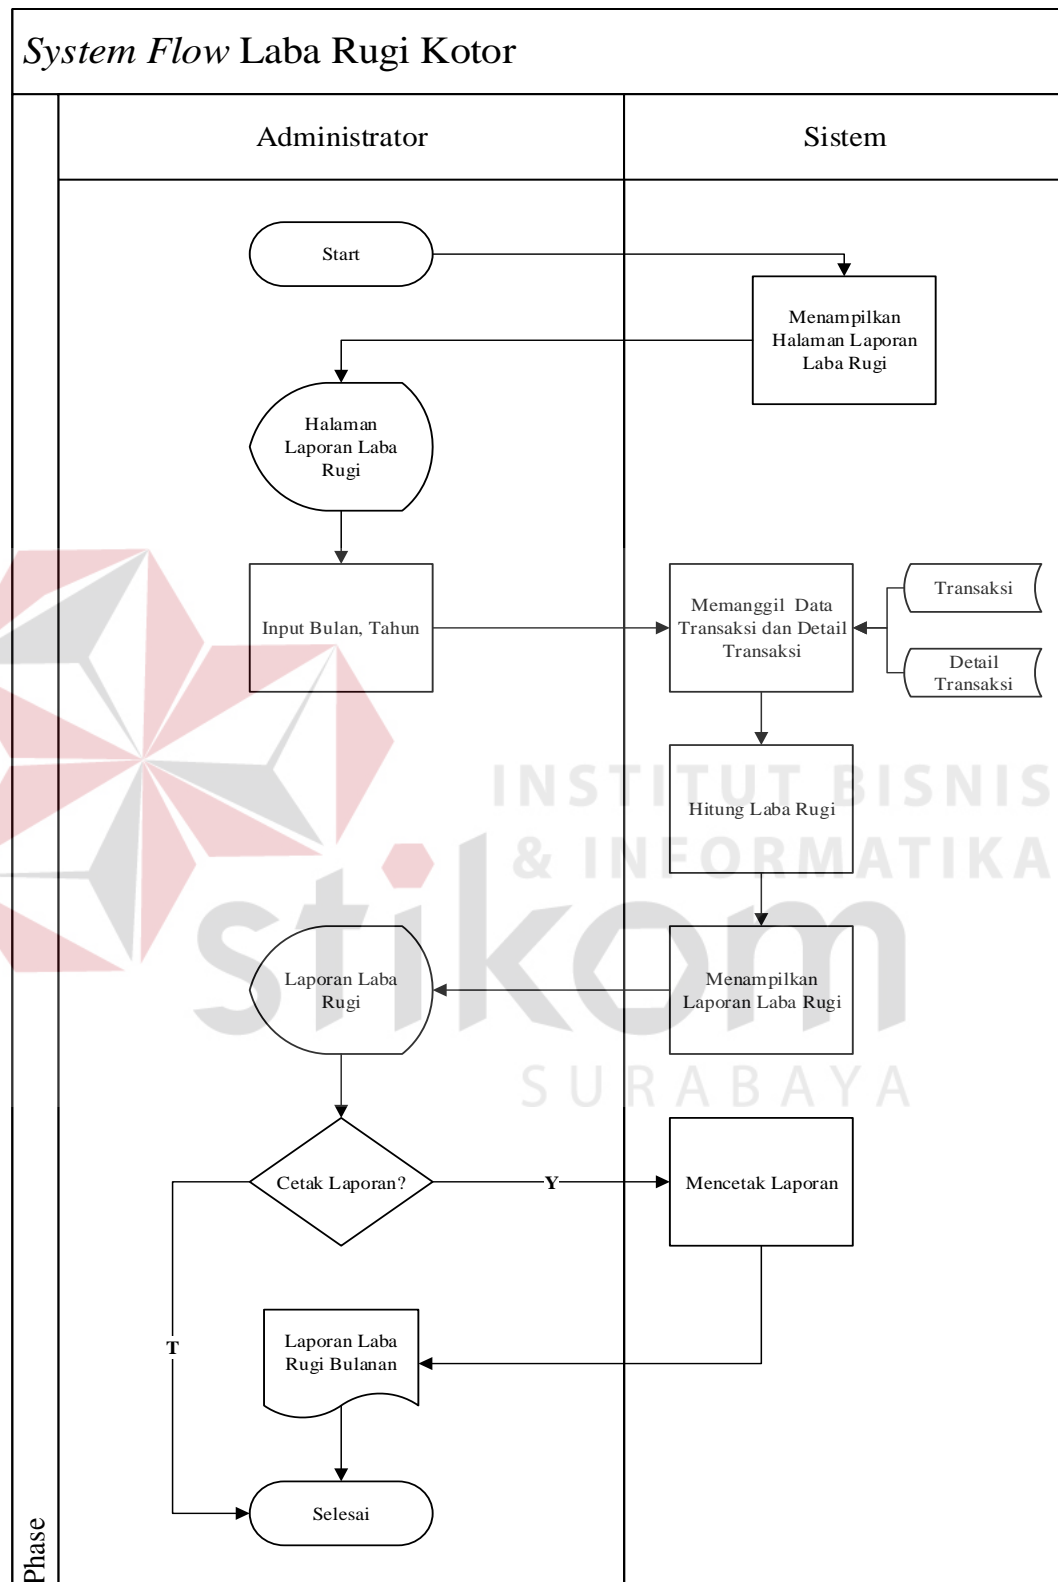 System Flow Laba Rugi Kotor
Administrator
Sistem
Start
Menampilkan
Halaman Laporan
Laba Rugi
Halaman
Laporan Laba
Rugi
Input Bulan, Tahun
Memanggil Data
Transaksi dan Detail
Transaksi
Transaksi
Detail
Transaksi
INSTITUT BISNIS
Hitung Laba Rugi
& INFORMATIKA
stikom
Laporan Laba
Rugi
Menampilkan
Laporan Laba Rugi
SURABAYA
Cetak Laporan?
Y
Mencetak Laporan
T
Laporan Laba
Rugi Bulanan
Selesai
Phase